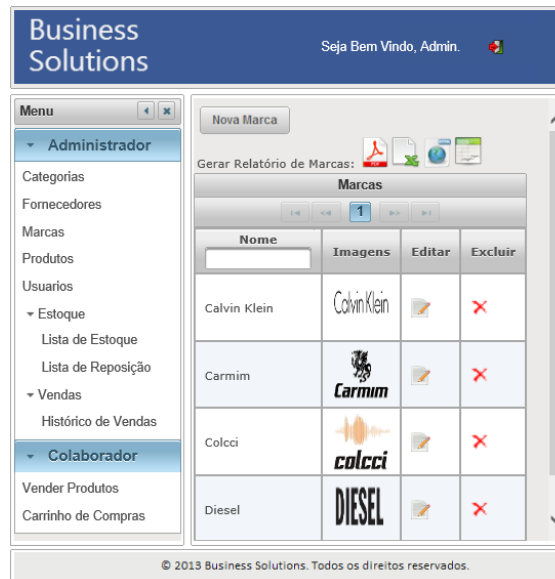 Business
Solutions
Seja Bem Vindo, Admin.
Menu
Administrador
Categorias
Fornecedores
Marcas
Produtos
Usuarios
Estoque
Lista de Estoque
Lista de Reposição
Vendas
Histórico de Vendas
Colaborador
Vender Produtos
Carrinho de Compras
Nova Marca
Gerar Relatório de Marcas:
PDF
Marcas
1
Nome Imagens Editar Excluir
Calvin Klein Calvin Klein
Carmim Carmim
Colcci colcci
Diesel DIESEL
© 2013 Business Solutions. Todos os direitos reservados.